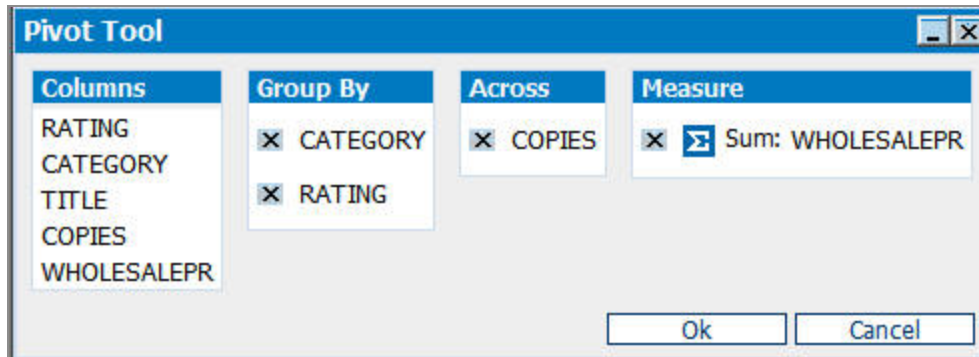 Pivot Tool
Columns
RATING
CATEGORY
TITLE
COPIES
WHOLESALEPR
Group By
CATEGORY
RATING
Across
COPIES
Measure
Σ Sum: WHOLESALEPR
Ok
Cancel